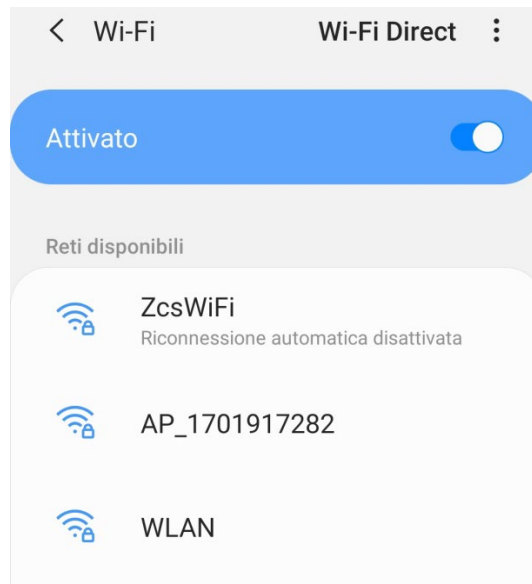 Wi-Fi Wi-Fi Direct
Attivato
Reti disponibili
ZcsWiFi
Riconnessione automatica disattivata
AP_1701917282
WLAN